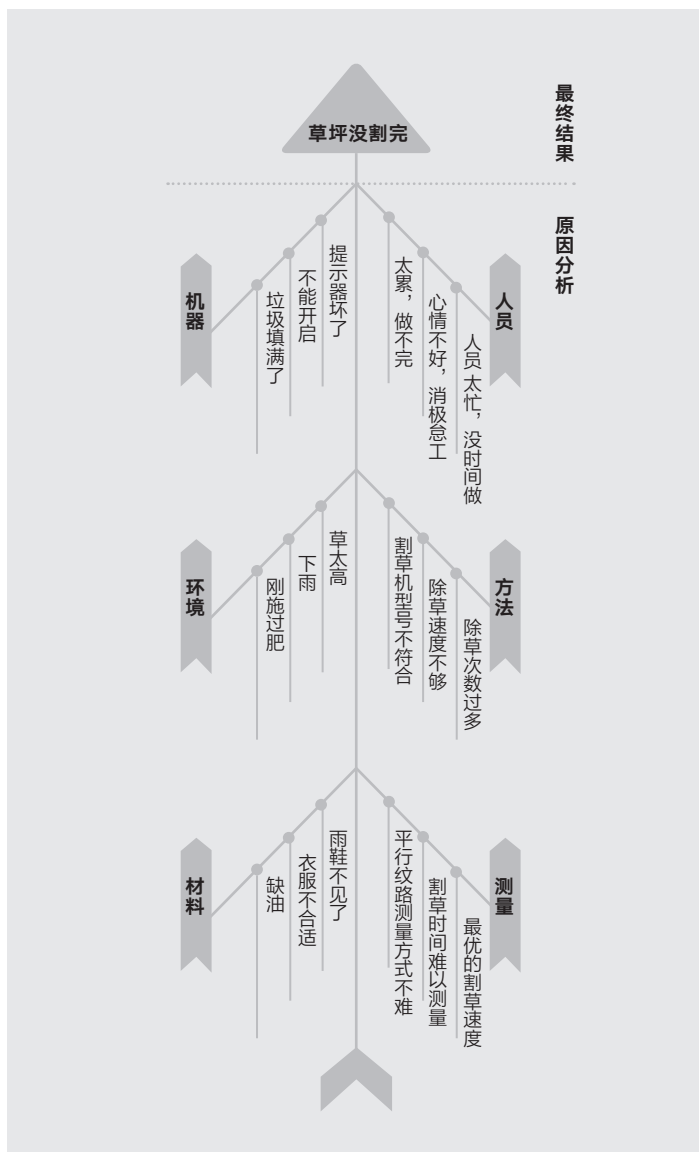 最终结果
草坪没割完
原因分析
人员
人员太忙，没时间做
心情不好，消极怠工
太累，做不完
提示器坏了
不能开启
垃圾填满了
机器
方法
除草次数过多
除草速度不够
割草机型号不符合
草太高
下雨
刚施过肥
环境
测量
最优的割草速度
割草时间难以测量
平行纹路测量方式不难
雨鞋不见了
衣服不合适
缺油
材料